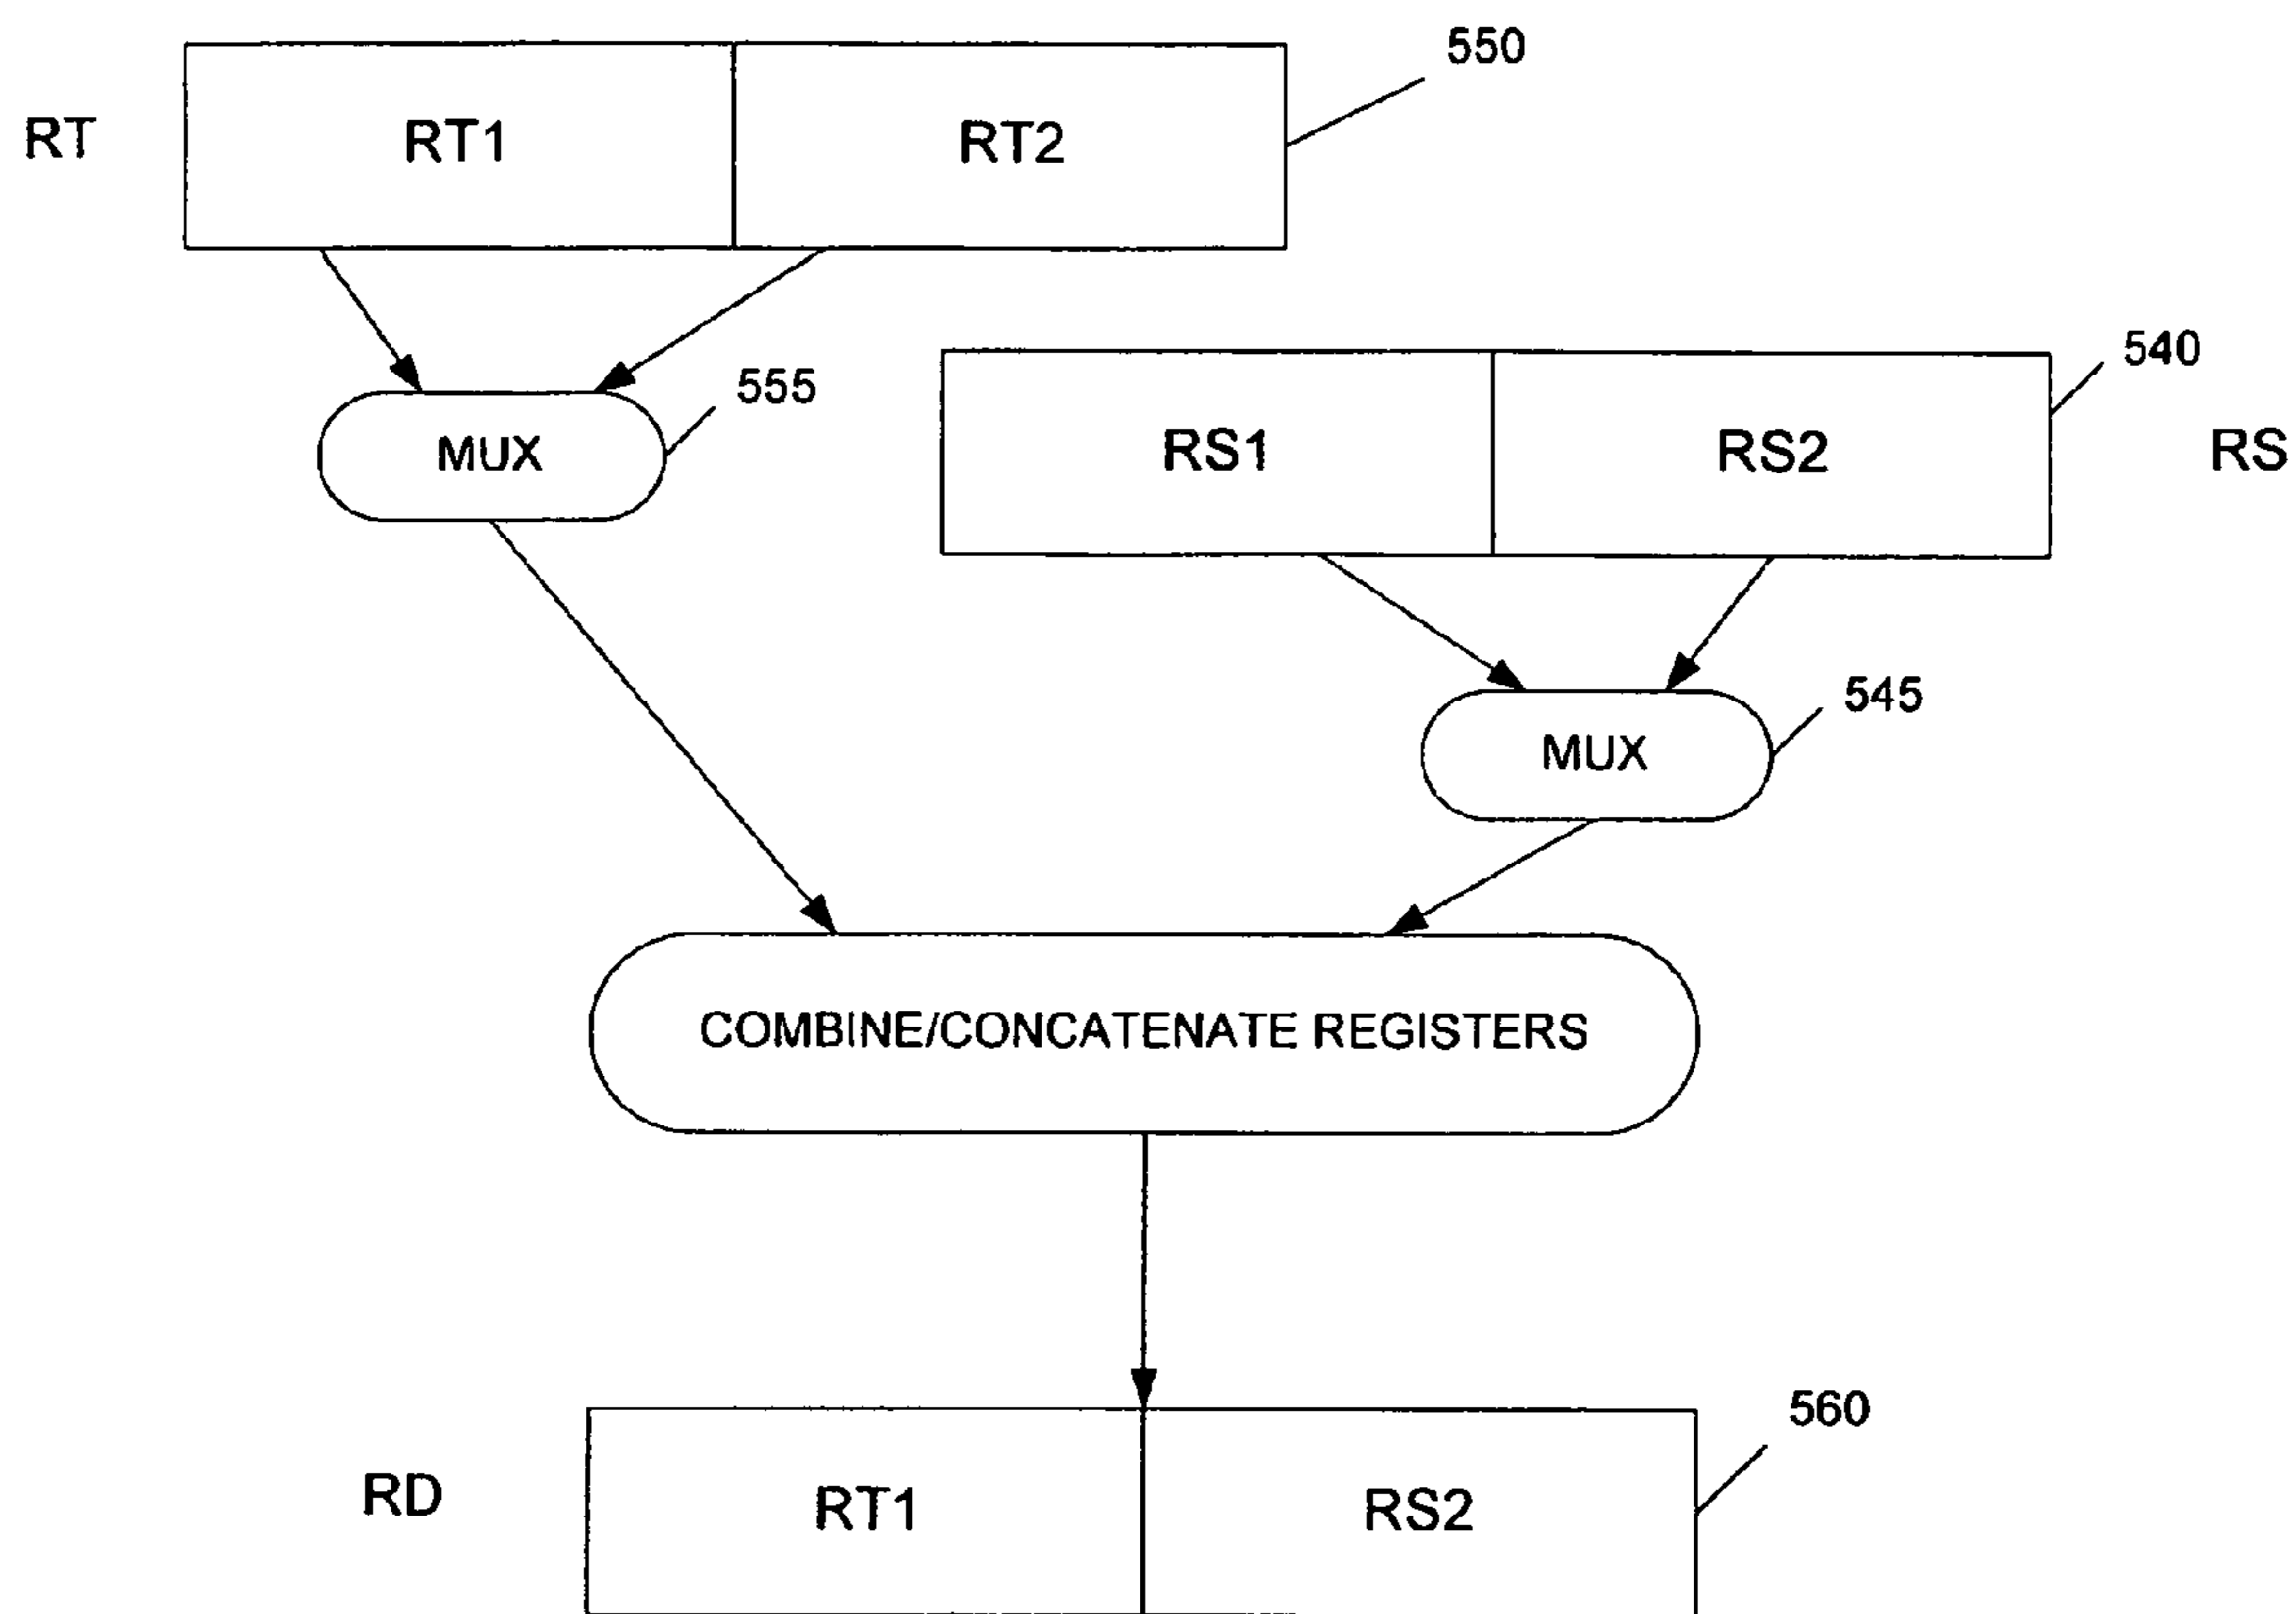 550
RT
RT1
RT2
540
555
MUX
RS1
RS2
RS
545
MUX
COMBINE/CONCATENATE REGISTERS
560
RD
RT1
RS2